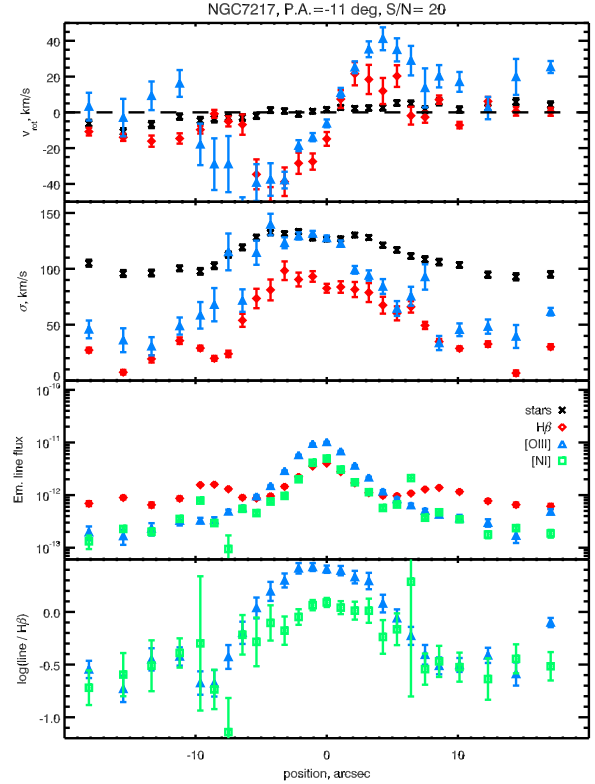 NGC7217, P.A.=-11 deg, S/N= 20
40
20
0
-20
-40
v_rot, km/s
150
100
50
0
σ, km/s
10^-10
10^-11
10^-12
10^-13
Em. line flux
stars
Hβ
[OIII]
[NI]
0.0
-0.5
-1.0
log(line / Hβ)
-10 0 10
position, arcsec